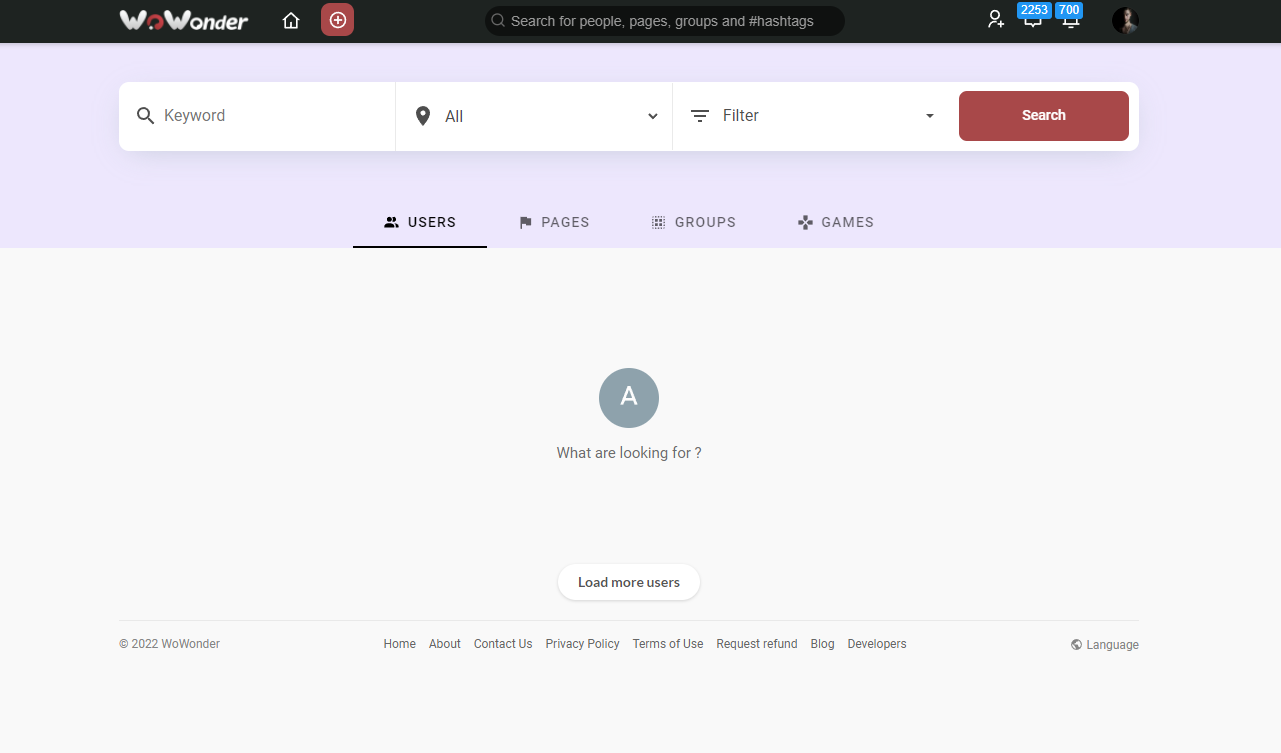 WoWonder
Search for people, pages, groups and #hashtags
2253
700
Keyword
All
Filter
Search
USERS
PAGES
GROUPS
GAMES
A
What are looking for ?
Load more users
© 2022 WoWonder
Home About Contact Us Privacy Policy Terms of Use Request refund Blog Developers
Language